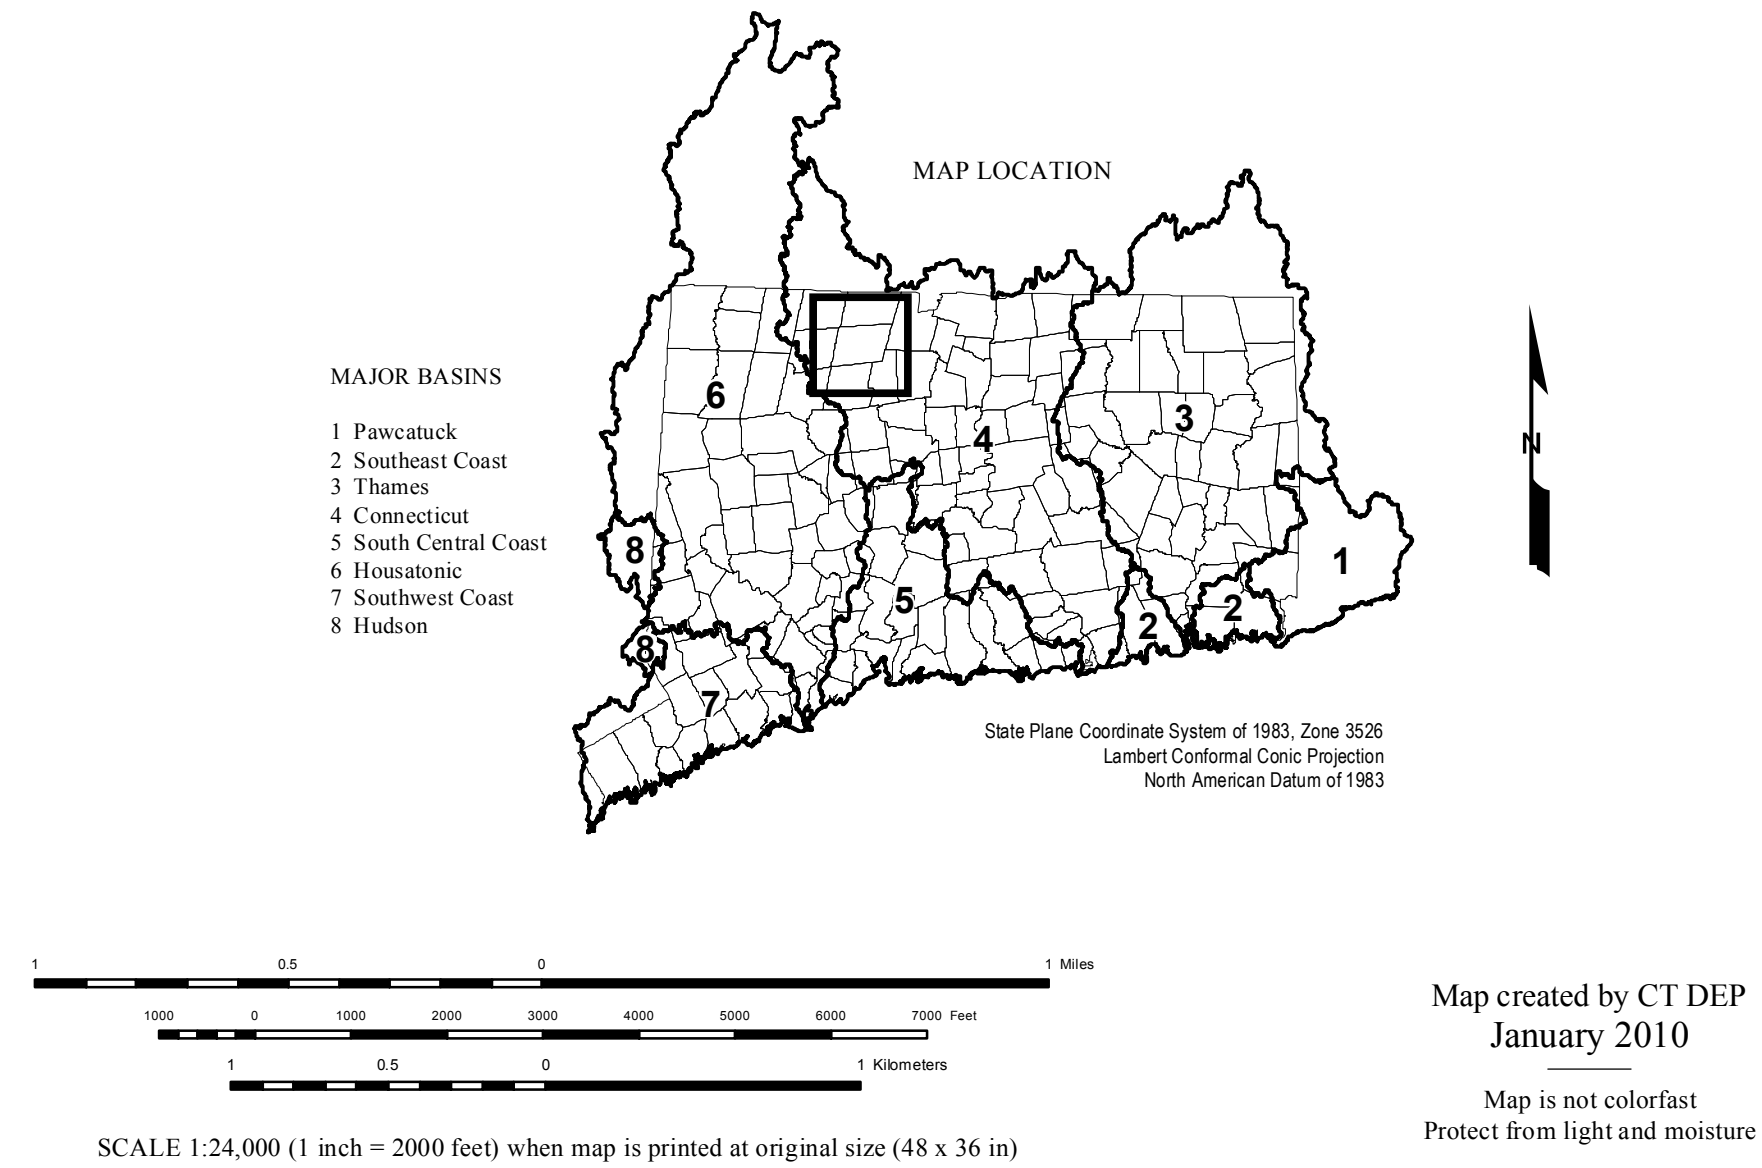 MAP LOCATION
MAJOR BASINS
1 Pawcatuck
2 Southeast Coast
3 Thames
4 Connecticut
5 South Central Coast
6 Housatonic
7 Southwest Coast
8 Hudson
6
4
3
8
1
5
2
2
8
7
N
State Plane Coordinate System of 1983, Zone 3526
Lambert Conformal Conic Projection
North American Datum of 1983
1 0.5 0 1 Miles
1000 0 1000 2000 3000 4000 5000 6000 7000 Feet
1 0.5 0 1 Kilometers
SCALE 1:24,000 (1 inch = 2000 feet) when map is printed at original size (48 x 36 in)
Map created by CT DEP
January 2010
Map is not colorfast
Protect from light and moisture